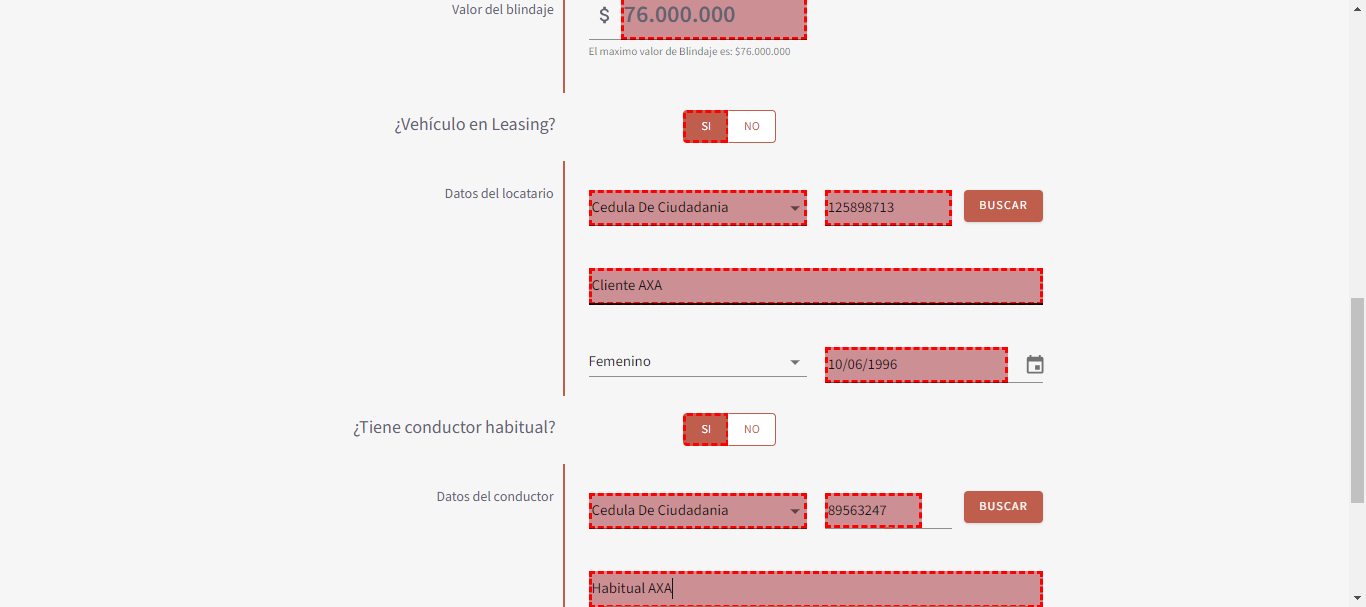 Valor del blindaje
$ 76.000.000
El maximo valor de Blindaje es: $76.000.000
¿Vehículo en Leasing?
SI NO
Datos del locatario
Cedula De Ciudadania 125898713 BUSCAR
Cliente AXA
Femenino 10/06/1996
¿Tiene conductor habitual?
SI NO
Datos del conductor
Cedula De Ciudadania 89563247 BUSCAR
Habitual AXA